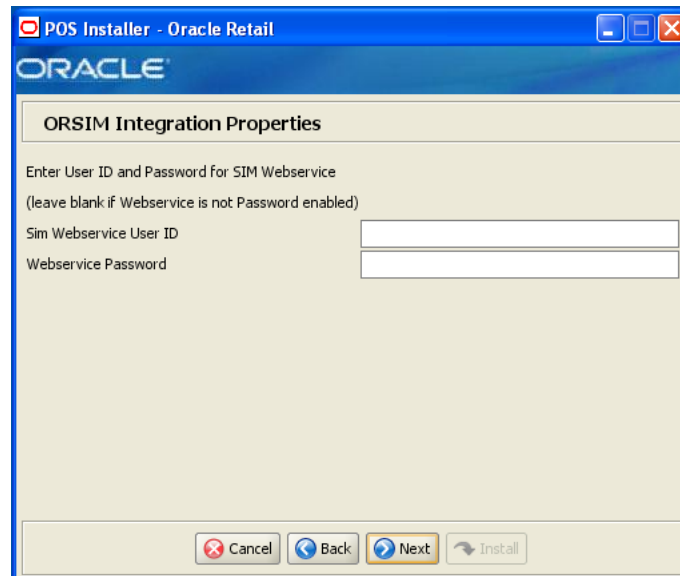 POS Installer - Oracle Retail
ORACLE
ORSIM Integration Properties
Enter User ID and Password for SIM Webservice
(leave blank if Webservice is not Password enabled)
Sim Webservice User ID
Webservice Password
Cancel
Back
Next
Install